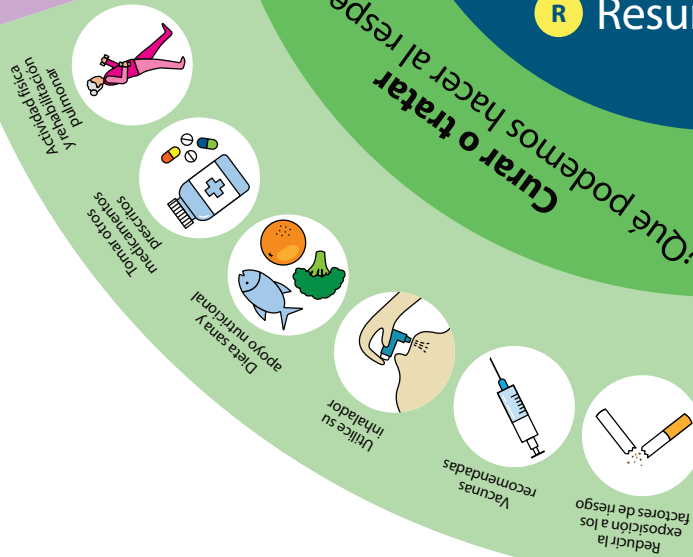 R Resu
Curar o tratar
¿Qué podemos hacer al respe
Actividad física
y rehabilitación
pulmonar
Tomar otros
medicamentos
prescritos
Dieta sana y
apoyo nutricional
Utilice su
inhalador
Vacunas
recomendadas
Reducir la
exposición a los
factores de riesgo